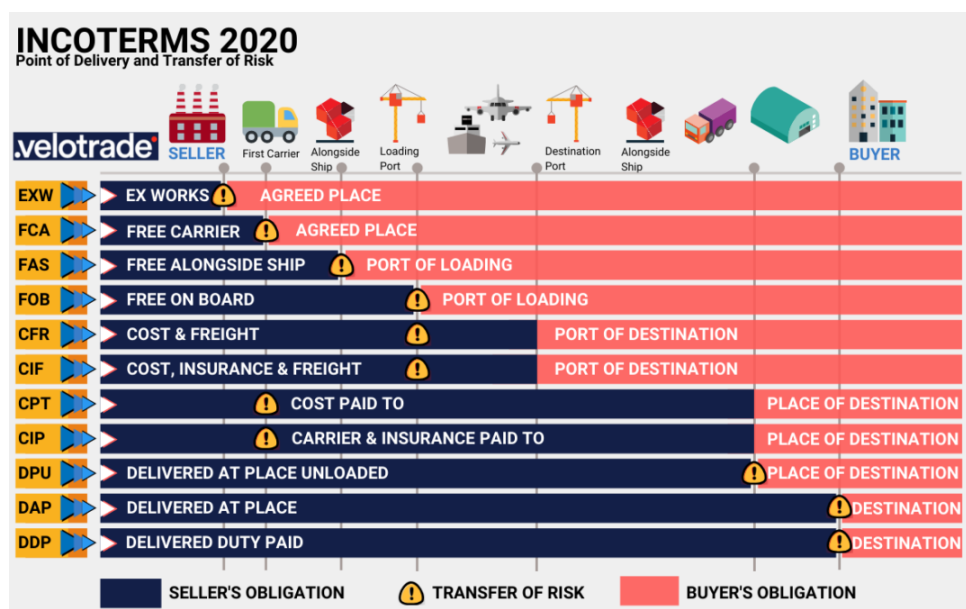 INCOTERMS 2020
Point of Delivery and Transfer of Risk
.velotrade
SELLER
First Carrier
Alongside
Ship
Loading
Port
Destination
Port
Alongside
Ship
BUYER
EXW EX WORKS AGREED PLACE
FCA FREE CARRIER AGREED PLACE
FAS FREE ALONGSIDE SHIP PORT OF LOADING
FOB FREE ON BOARD PORT OF LOADING
CFR COST & FREIGHT PORT OF DESTINATION
CIF COST, INSURANCE & FREIGHT PORT OF DESTINATION
CPT COST PAID TO PLACE OF DESTINATION
CIP CARRIER & INSURANCE PAID TO PLACE OF DESTINATION
DPU DELIVERED AT PLACE UNLOADED PLACE OF DESTINATION
DAP DELIVERED AT PLACE DESTINATION
DDP DELIVERED DUTY PAID DESTINATION
SELLER'S OBLIGATION TRANSFER OF RISK BUYER'S OBLIGATION